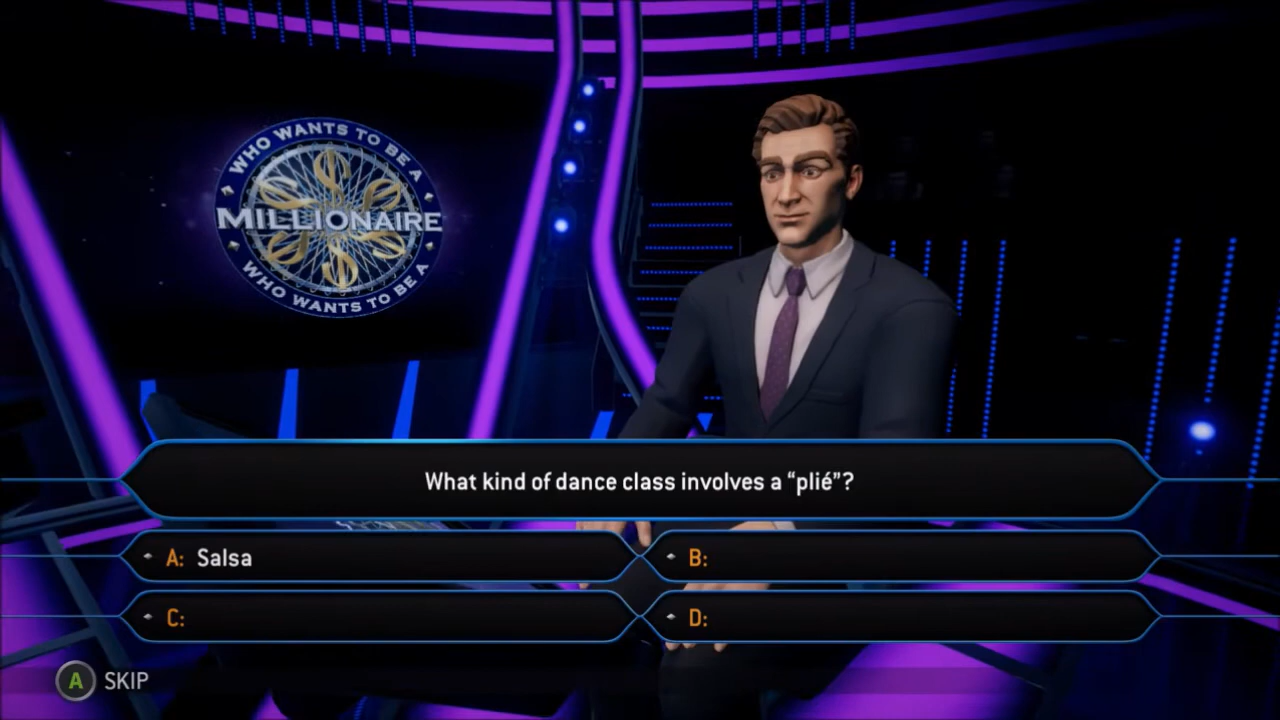 WHO WANTS TO BE A
MILLIONAIRE
WHO WANTS TO BE A
What kind of dance class involves a “plié”?
A: Salsa
B:
C:
D:
A SKIP